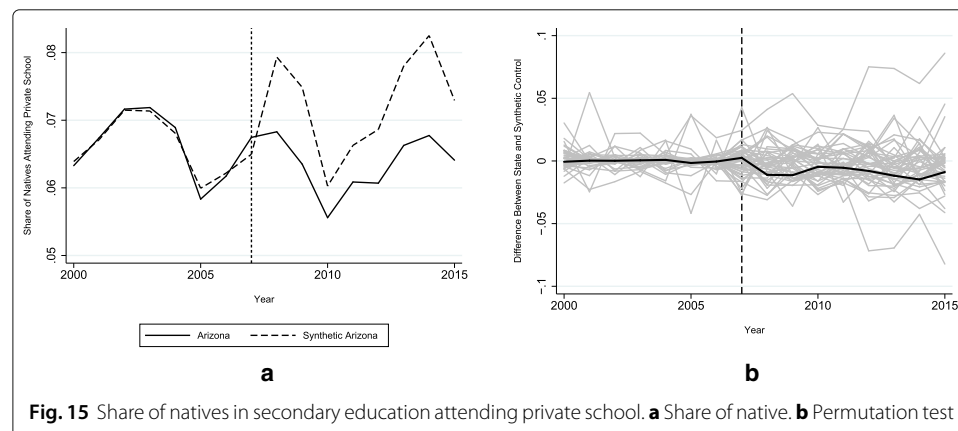 Share of Natives Attending Private School
.08
.07
.06
.05
2000
2005
2010
2015
Year
Arizona
Synthetic Arizona
a
Difference Between State and Synthetic Control
.1
.05
0
-.05
-.1
2000
2005
2010
2015
Year
b
Fig. 15 Share of natives in secondary education attending private school. a Share of native. b Permutation test